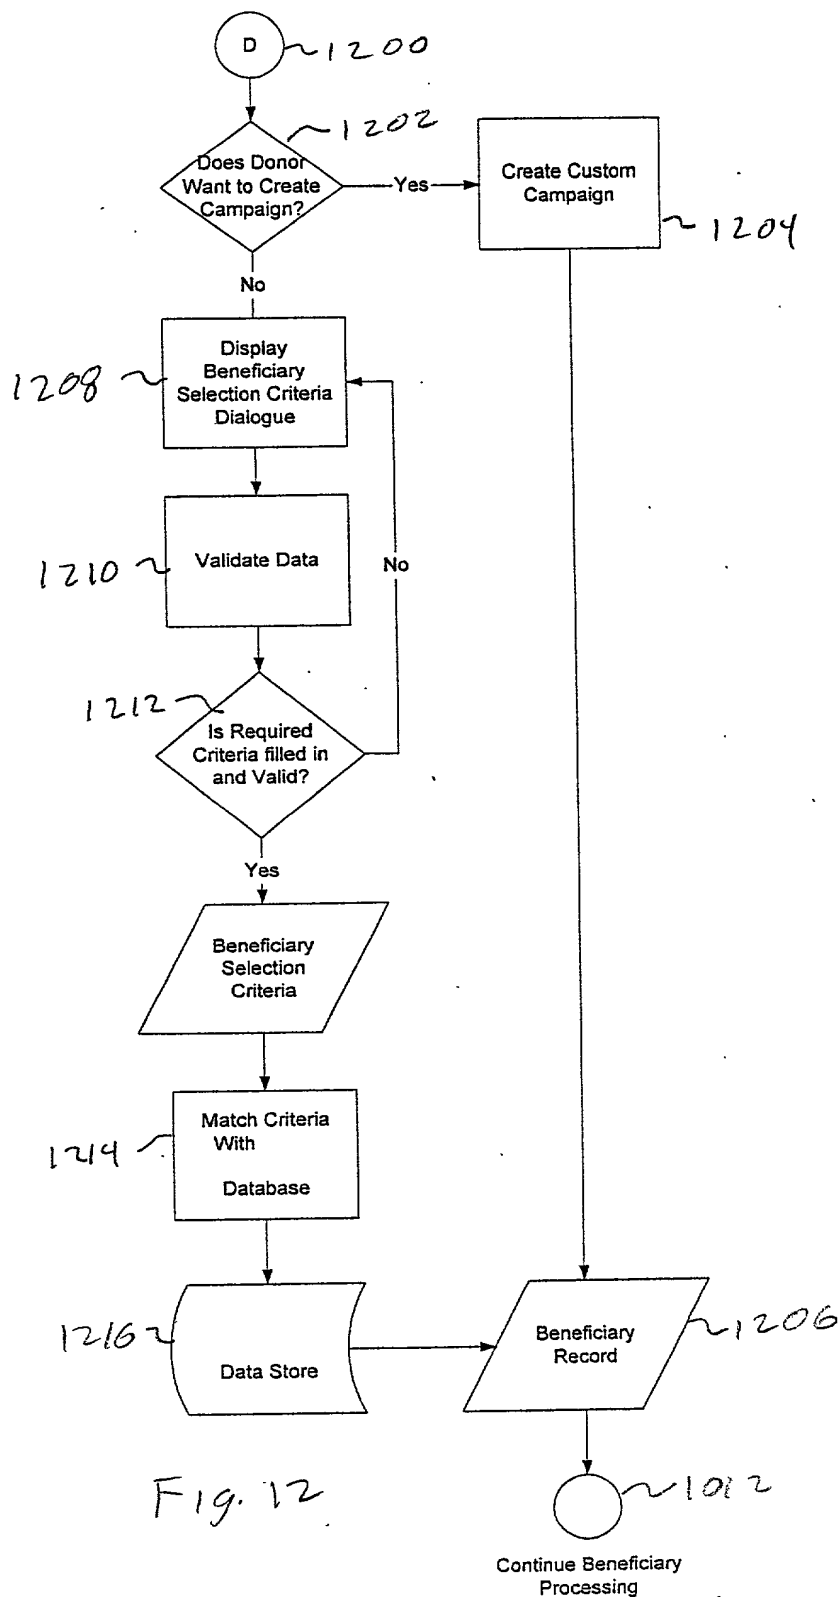 D
1200
1202
Does Donor
Want to Create
Campaign?
Yes
Create Custom
Campaign
1204
No
Display
Beneficiary
Selection Criteria
Dialogue
1208
Validate Data
1210
No
1212
Is Required
Criteria filled in
and Valid?
Yes
Beneficiary
Selection
Criteria
Match Criteria
With
Database
1214
1216
Data Store
Beneficiary
Record
1206
Fig. 12
1012
Continue Beneficiary
Processing